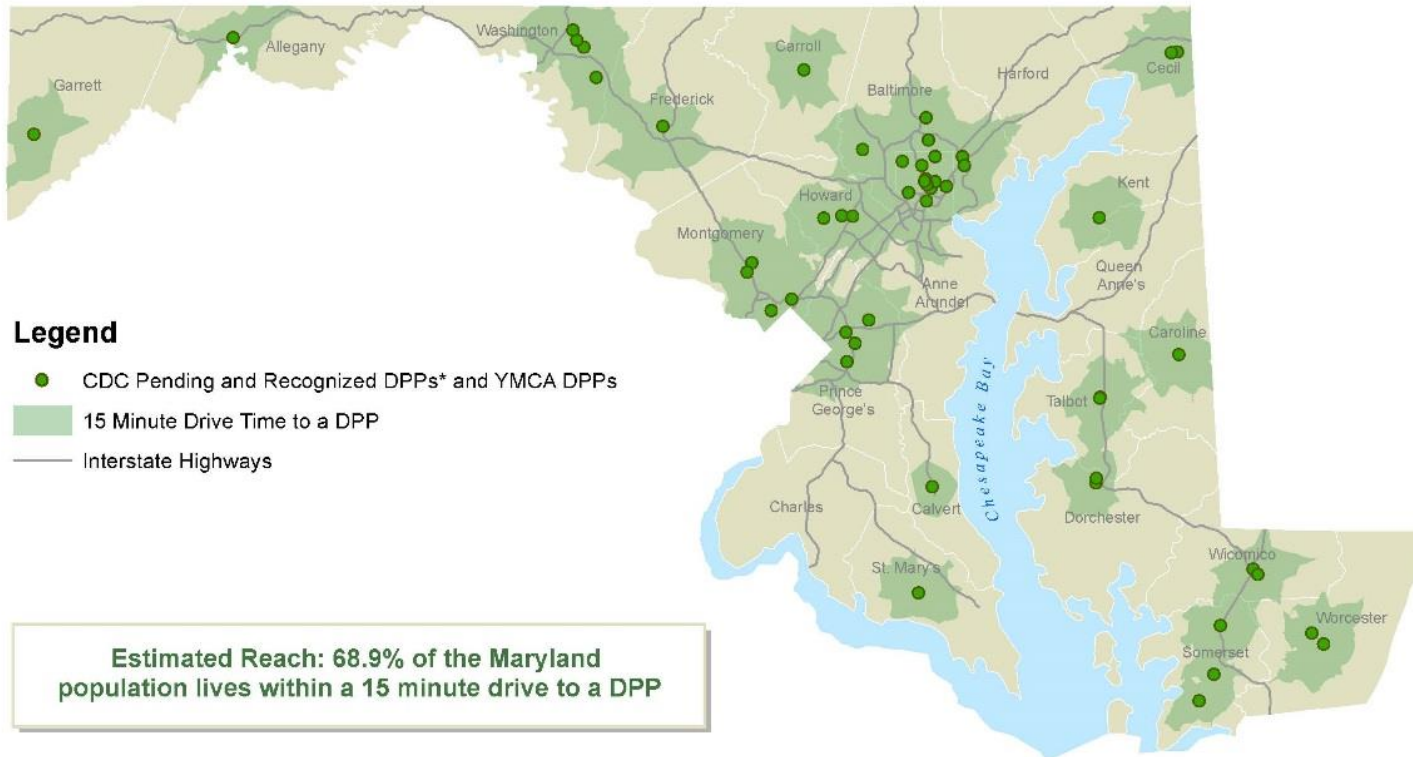 Washington
Allegany
Garrett
Frederick
Carroll
Baltimore
Harford
Cecil
Howard
Montgomery
Kent
Queen
Anne's
Anne
Arundel
Caroline
Talbot
Prince
George's
Chesapeake Bay
Charles
Calvert
Dorchester
St. Mary's
Wicomico
Worcester
Somerset
Legend
CDC Pending and Recognized DPPs* and YMCA DPPs
15 Minute Drive Time to a DPP
Interstate Highways
Estimated Reach: 68.9% of the Maryland
population lives within a 15 minute drive to a DPP